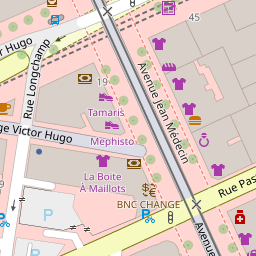 45
r Hugo
Rue Longchamp
19
Avenue Jean Médecin
Tamaris
ge Victor Hugo
Mephisto
La Boite
À Maillots
Rue Pas
BNC CHANGE
Avenue